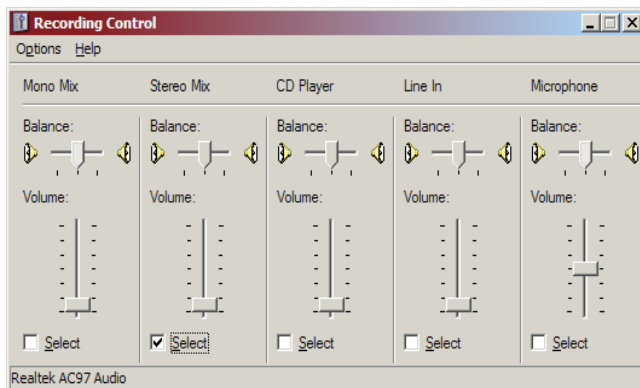 Recording Control
Options Help
Mono Mix Stereo Mix CD Player Line In Microphone
Balance: Balance: Balance: Balance: Balance:
Volume: Volume: Volume: Volume: Volume:
Select Select Select Select Select
Realtek AC97 Audio